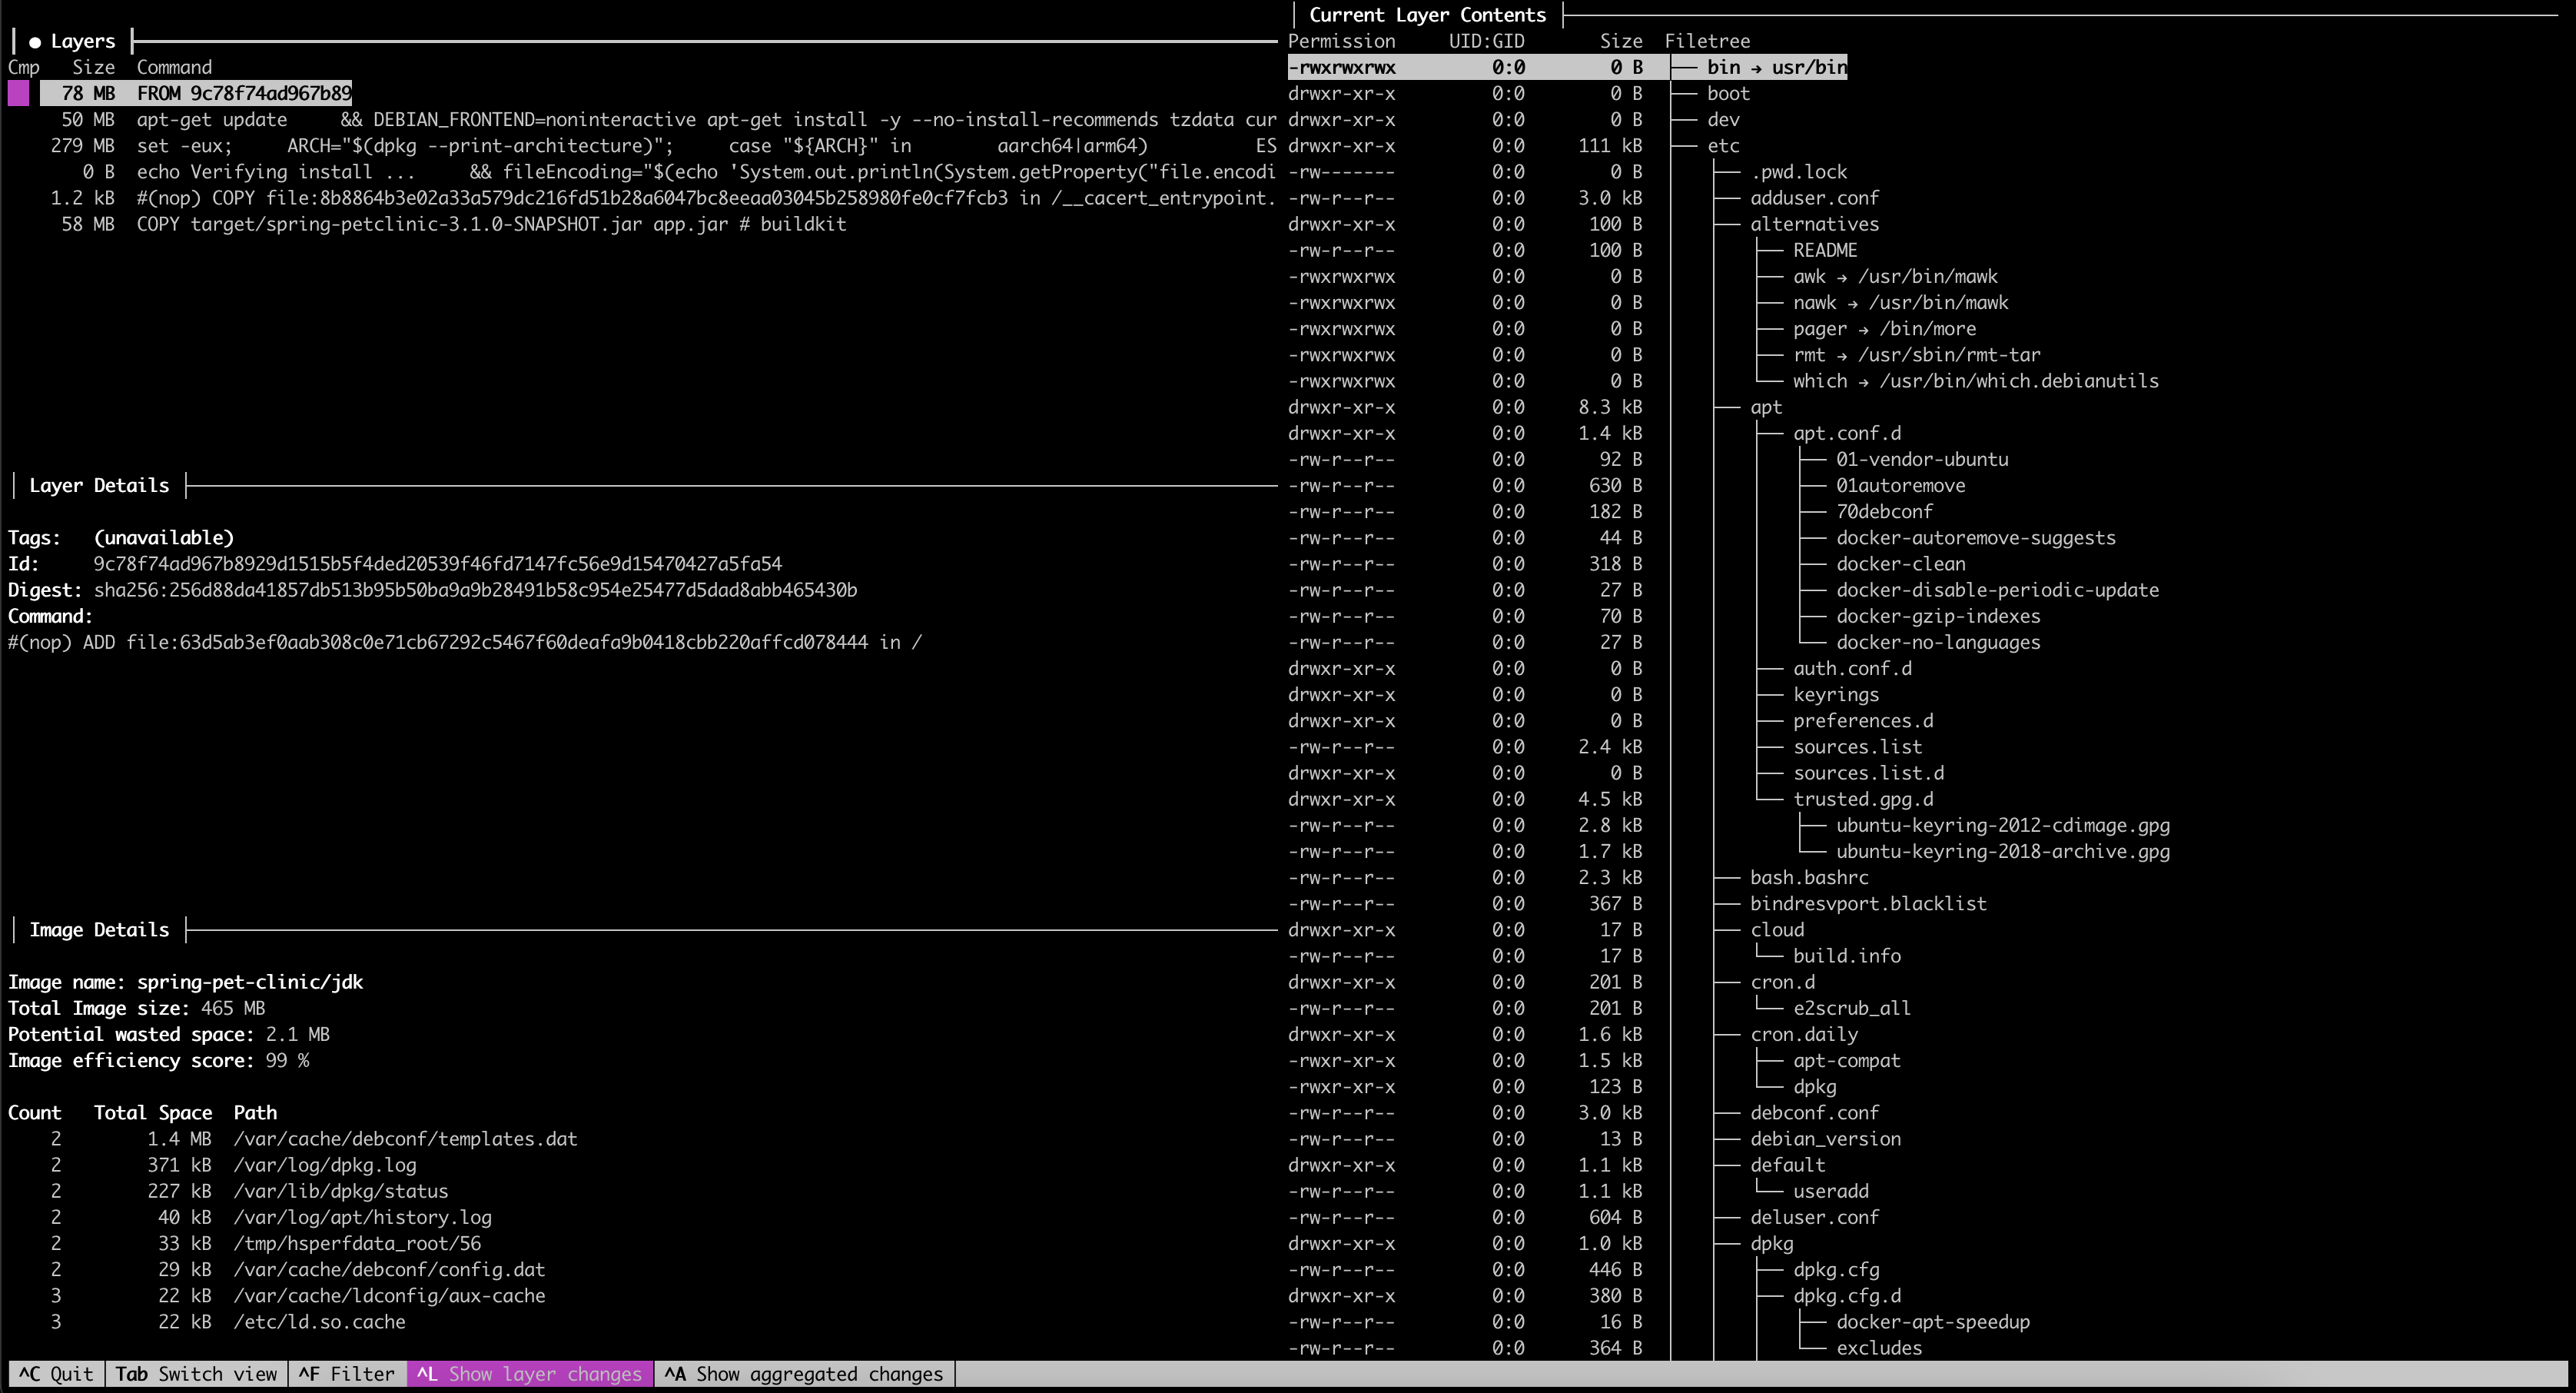 ● Layers
Cmp Size Command
78 MB FROM 9c78f74ad967b89
50 MB apt-get update && DEBIAN_FRONTEND=noninteractive apt-get install -y --no-install-recommends tzdata cur
279 MB set -eux; ARCH="$(dpkg --print-architecture)"; case "${ARCH}" in aarch64|arm64) ES
0 B echo Verifying install ... && fileEncoding="$(echo 'System.out.println(System.getProperty("file.encodi
1.2 kB #(nop) COPY file:8b8864b3e02a33a579dc216fd51b28a6047bc8eeaa03045b258980fe0cf7fcb3 in /__cacert_entrypoint.
58 MB COPY target/spring-petclinic-3.1.0-SNAPSHOT.jar app.jar # buildkit
Layer Details
Tags: (unavailable)
Id: 9c78f74ad967b8929d1515b5f4ded20539f46fd7147fc56e9d15470427a5fa54
Digest: sha256:256d88da41857db513b95b50ba9a9b28491b58c954e25477d5dad8abb465430b
Command:
#(nop) ADD file:63d5ab3ef0aab308c0e71cb67292c5467f60deafa9b0418cbb220affcd078444 in /
Image Details
Image name: spring-pet-clinic/jdk
Total Image size: 465 MB
Potential wasted space: 2.1 MB
Image efficiency score: 99 %
Count Total Space Path
2 1.4 MB /var/cache/debconf/templates.dat
2 371 kB /var/log/dpkg.log
2 227 kB /var/lib/dpkg/status
2 40 kB /var/log/apt/history.log
2 33 kB /tmp/hsperfdata_root/56
2 29 kB /var/cache/debconf/config.dat
3 22 kB /var/cache/ldconfig/aux-cache
3 22 kB /etc/ld.so.cache
Current Layer Contents
Permission UID:GID Size Filetree
-rwxrwxrwx 0:0 0 B ├── bin → usr/bin
drwxr-xr-x 0:0 0 B ├── boot
drwxr-xr-x 0:0 0 B ├── dev
drwxr-xr-x 0:0 111 kB ├── etc
-rw------- 0:0 0 B │ ├── .pwd.lock
-rw-r--r-- 0:0 3.0 kB │ ├── adduser.conf
drwxr-xr-x 0:0 100 B │ ├── alternatives
-rw-r--r-- 0:0 100 B │ │ ├── README
-rwxrwxrwx 0:0 0 B │ │ ├── awk → /usr/bin/mawk
-rwxrwxrwx 0:0 0 B │ │ ├── nawk → /usr/bin/mawk
-rwxrwxrwx 0:0 0 B │ │ ├── pager → /bin/more
-rwxrwxrwx 0:0 0 B │ │ ├── rmt → /usr/sbin/rmt-tar
-rwxrwxrwx 0:0 0 B │ │ └── which → /usr/bin/which.debianutils
drwxr-xr-x 0:0 8.3 kB │ ├── apt
drwxr-xr-x 0:0 1.4 kB │ │ ├── apt.conf.d
-rw-r--r-- 0:0 92 B │ │ │ ├── 01-vendor-ubuntu
-rw-r--r-- 0:0 630 B │ │ │ ├── 01autoremove
-rw-r--r-- 0:0 182 B │ │ │ ├── 70debconf
-rw-r--r-- 0:0 44 B │ │ │ ├── docker-autoremove-suggests
-rw-r--r-- 0:0 318 B │ │ │ ├── docker-clean
-rw-r--r-- 0:0 27 B │ │ │ ├── docker-disable-periodic-update
-rw-r--r-- 0:0 70 B │ │ │ ├── docker-gzip-indexes
-rw-r--r-- 0:0 27 B │ │ │ └── docker-no-languages
drwxr-xr-x 0:0 0 B │ │ ├── auth.conf.d
drwxr-xr-x 0:0 0 B │ │ ├── keyrings
drwxr-xr-x 0:0 0 B │ │ ├── preferences.d
-rw-r--r-- 0:0 2.4 kB │ │ ├── sources.list
drwxr-xr-x 0:0 0 B │ │ ├── sources.list.d
drwxr-xr-x 0:0 4.5 kB │ │ └── trusted.gpg.d
-rw-r--r-- 0:0 2.8 kB │ │ ├── ubuntu-keyring-2012-cdimage.gpg
-rw-r--r-- 0:0 1.7 kB │ │ └── ubuntu-keyring-2018-archive.gpg
-rw-r--r-- 0:0 2.3 kB │ ├── bash.bashrc
-rw-r--r-- 0:0 367 B │ ├── bindresvport.blacklist
drwxr-xr-x 0:0 17 B │ ├── cloud
-rw-r--r-- 0:0 17 B │ │ └── build.info
drwxr-xr-x 0:0 201 B │ ├── cron.d
-rw-r--r-- 0:0 201 B │ │ └── e2scrub_all
drwxr-xr-x 0:0 1.6 kB │ ├── cron.daily
-rwxr-xr-x 0:0 1.5 kB │ │ ├── apt-compat
-rwxr-xr-x 0:0 123 B │ │ └── dpkg
-rw-r--r-- 0:0 3.0 kB │ ├── debconf.conf
-rw-r--r-- 0:0 13 B │ ├── debian_version
drwxr-xr-x 0:0 1.1 kB │ ├── default
-rw-r--r-- 0:0 1.1 kB │ │ └── useradd
-rw-r--r-- 0:0 604 B │ ├── deluser.conf
drwxr-xr-x 0:0 1.0 kB │ ├── dpkg
-rw-r--r-- 0:0 446 B │ │ ├── dpkg.cfg
drwxr-xr-x 0:0 380 B │ │ ├── dpkg.cfg.d
-rw-r--r-- 0:0 16 B │ │ │ ├── docker-apt-speedup
-rw-r--r-- 0:0 364 B │ │ │ └── excludes
^C Quit Tab Switch view ^F Filter ^L Show layer changes ^A Show aggregated changes